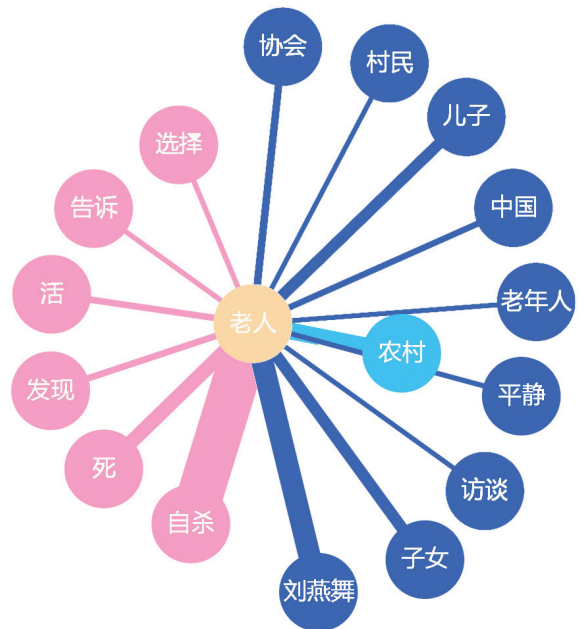 协会
村民
儿子
选择
告诉
中国
活
老年人
老人
农村
发现
平静
死
访谈
自杀
子女
刘燕舞